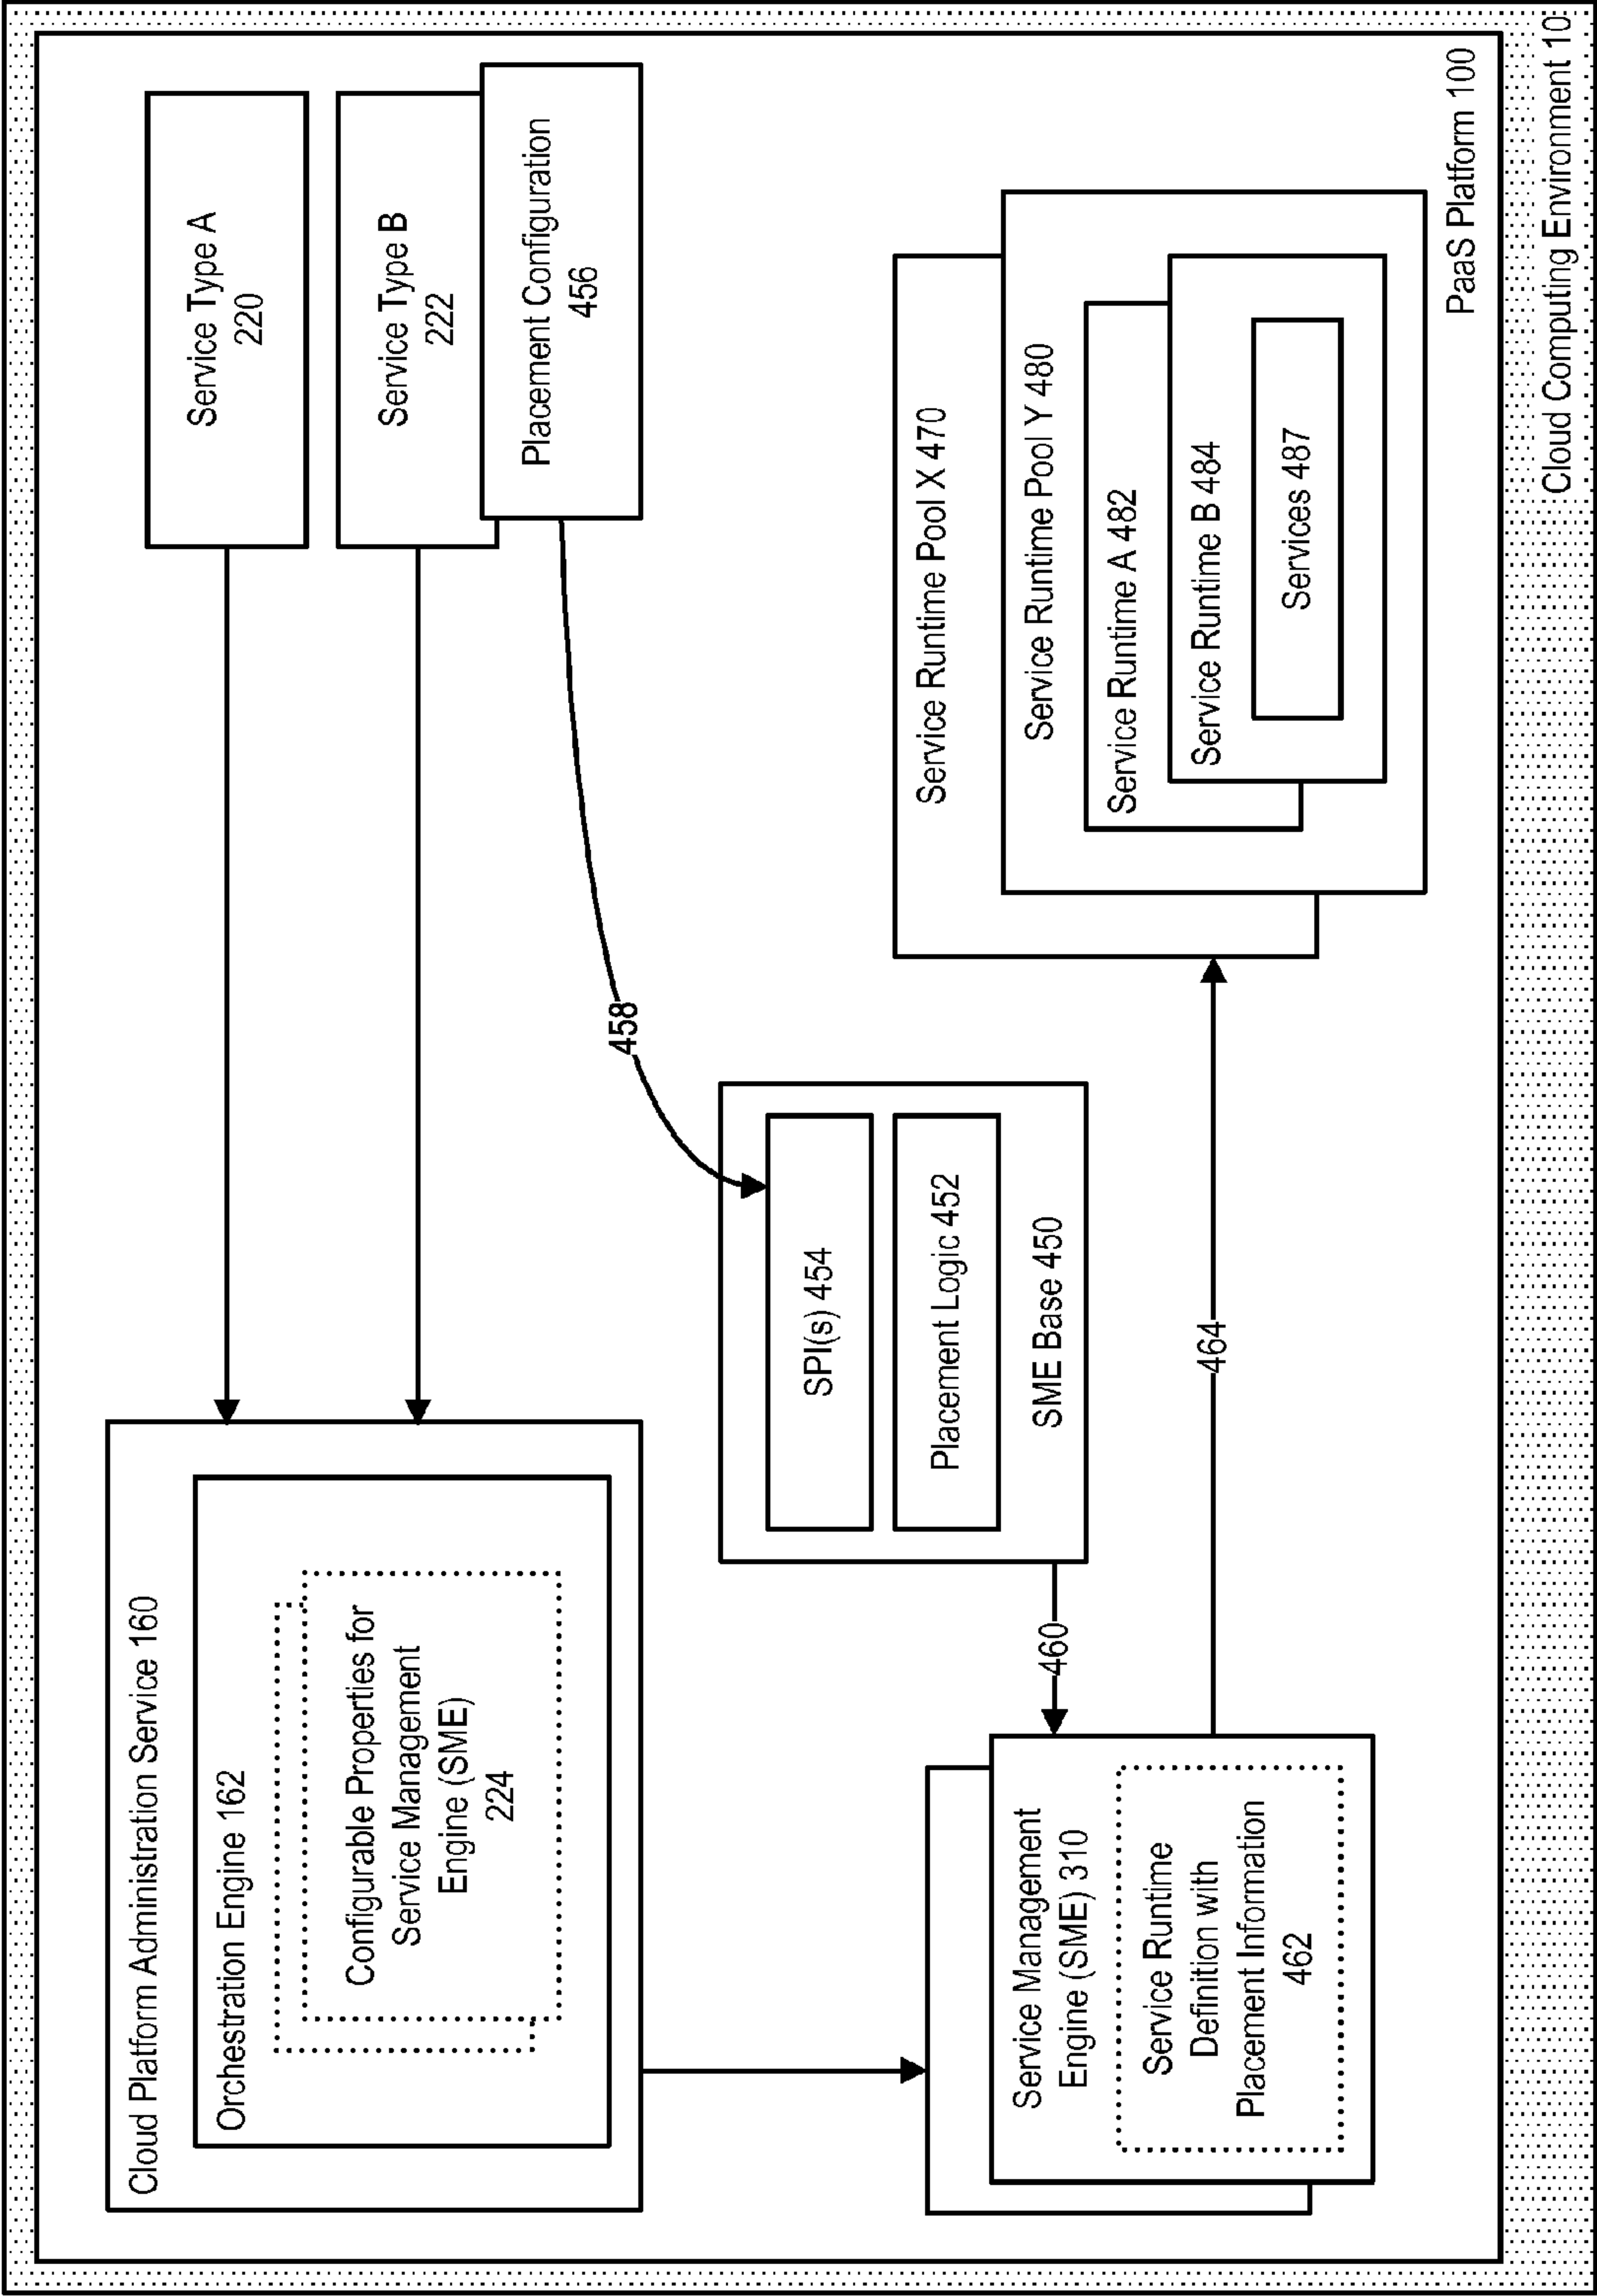 Cloud Platform Administration Service 160
Orchestration Engine 162
Configurable Properties for
Service Management
Engine (SME)
224
Service Type A
220
Service Type B
222
Placement Configuration
456
458
SPI(s) 454
Placement Logic 452
SME Base 450
460
Service Management
Engine (SME) 310
Service Runtime
Definition with
Placement Information
462
464
Service Runtime Pool X 470
Service Runtime Pool Y 480
Service Runtime A 482
Service Runtime B 484
Services 487
PaaS Platform 100
Cloud Computing Environment 10